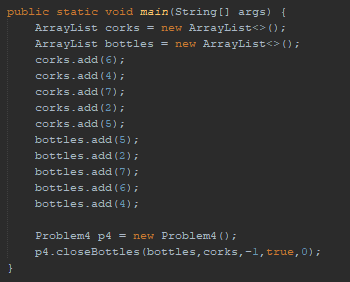 public static void main(String[] args) {
ArrayList corks = new ArrayList<>();
ArrayList bottles = new ArrayList<>();
corks.add(6);
corks.add(4);
corks.add(7);
corks.add(2);
corks.add(5);
bottles.add(5);
bottles.add(2);
bottles.add(7);
bottles.add(6);
bottles.add(4);
Problem4 p4 = new Problem4();
p4.closeBottles(bottles,corks,-1,true,0);
}